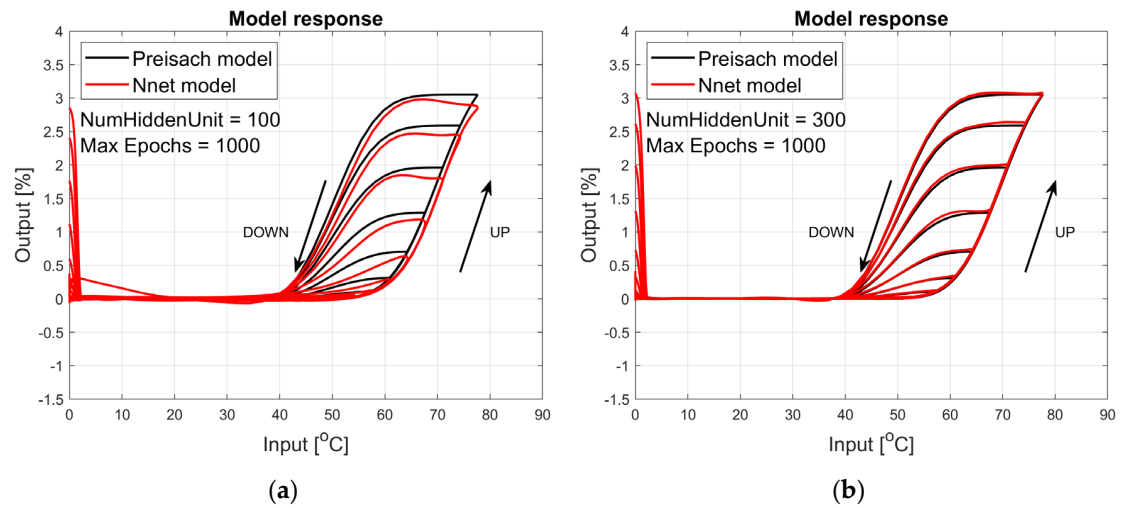 Model response
4
3.5
3
2.5
2
1.5
1
0.5
0
-0.5
-1
-1.5
Output [%]
Preisach model
Nnet model
NumHiddenUnit = 100
Max Epochs = 1000
DOWN
UP
0 10 20 30 40 50 60 70 80 90
Input [°C]
(a)
Model response
4
3.5
3
2.5
2
1.5
1
0.5
0
-0.5
-1
-1.5
Output [%]
Preisach model
Nnet model
NumHiddenUnit = 300
Max Epochs = 1000
DOWN
UP
0 10 20 30 40 50 60 70 80 90
Input [°C]
(b)